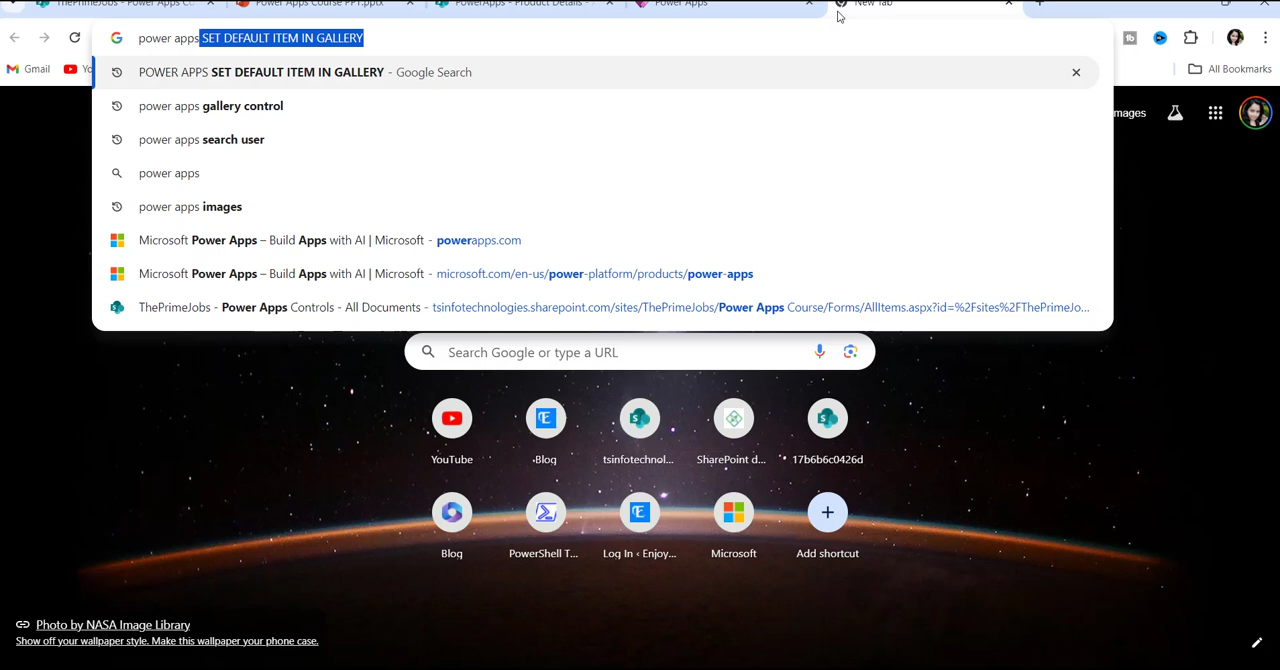 ThePrimeJobs - Power Apps Co
Power Apps Course PPT.pptx
PowerApps - Product Details -
Power Apps
New Tab
power apps SET DEFAULT ITEM IN GALLERY
Gmail
Yo
All Bookmarks
POWER APPS SET DEFAULT ITEM IN GALLERY - Google Search
power apps gallery control
power apps search user
power apps
power apps images
Microsoft Power Apps – Build Apps with AI | Microsoft - powerapps.com
Microsoft Power Apps – Build Apps with AI | Microsoft - microsoft.com/en-us/power-platform/products/power-apps
ThePrimeJobs - Power Apps Controls - All Documents - tsinfotechnologies.sharepoint.com/sites/ThePrimeJobs/Power Apps Course/Forms/AllItems.aspx?id=%2Fsites%2FThePrimeJo...
mages
Search Google or type a URL
YouTube
Blog
tsinfotechnol...
SharePoint d...
17b6b6c0426d
Blog
PowerShell T...
Log In ‹ Enjoy...
Microsoft
Add shortcut
Photo by NASA Image Library
Show off your wallpaper style. Make this wallpaper your phone case.